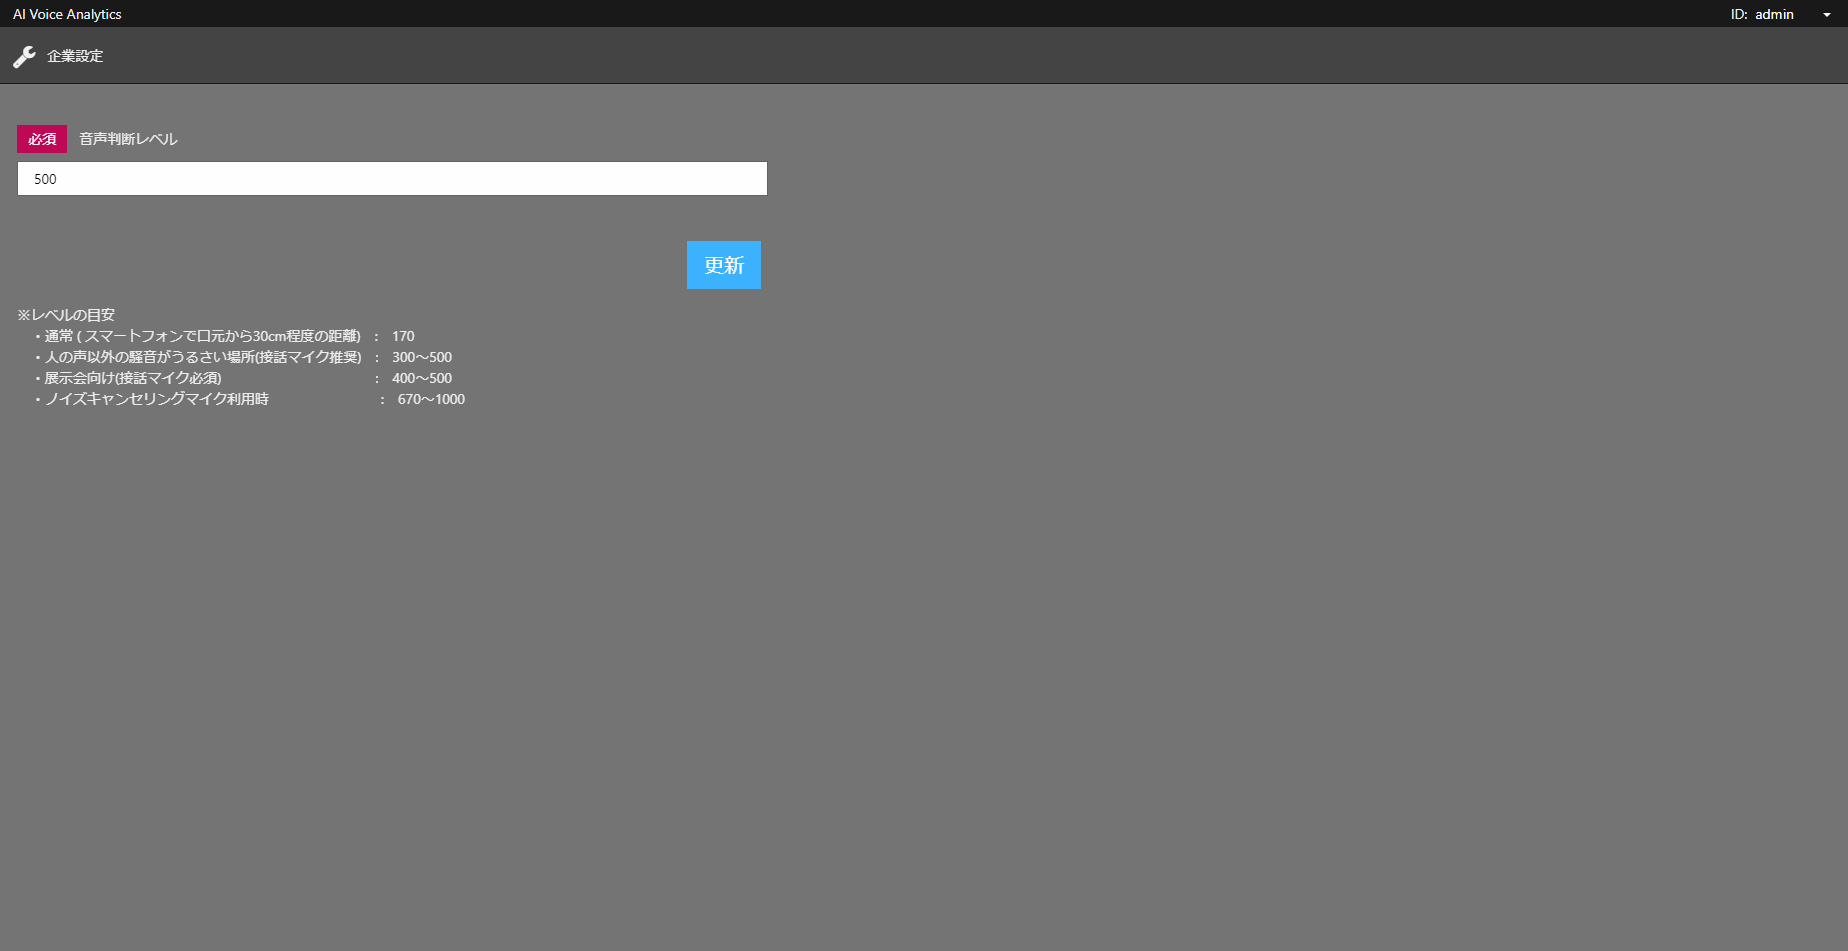 AI Voice Analytics ID: admin
企業設定
必須 音声判断レベル
500
更新
※レベルの目安
・通常 ( スマートフォンで口元から30cm程度の距離) : 170
・人の声以外の騒音がうるさい場所(接話マイク推奨) : 300～500
・展示会向け(接話マイク必須) : 400～500
・ノイズキャンセリングマイク利用時 : 670～1000